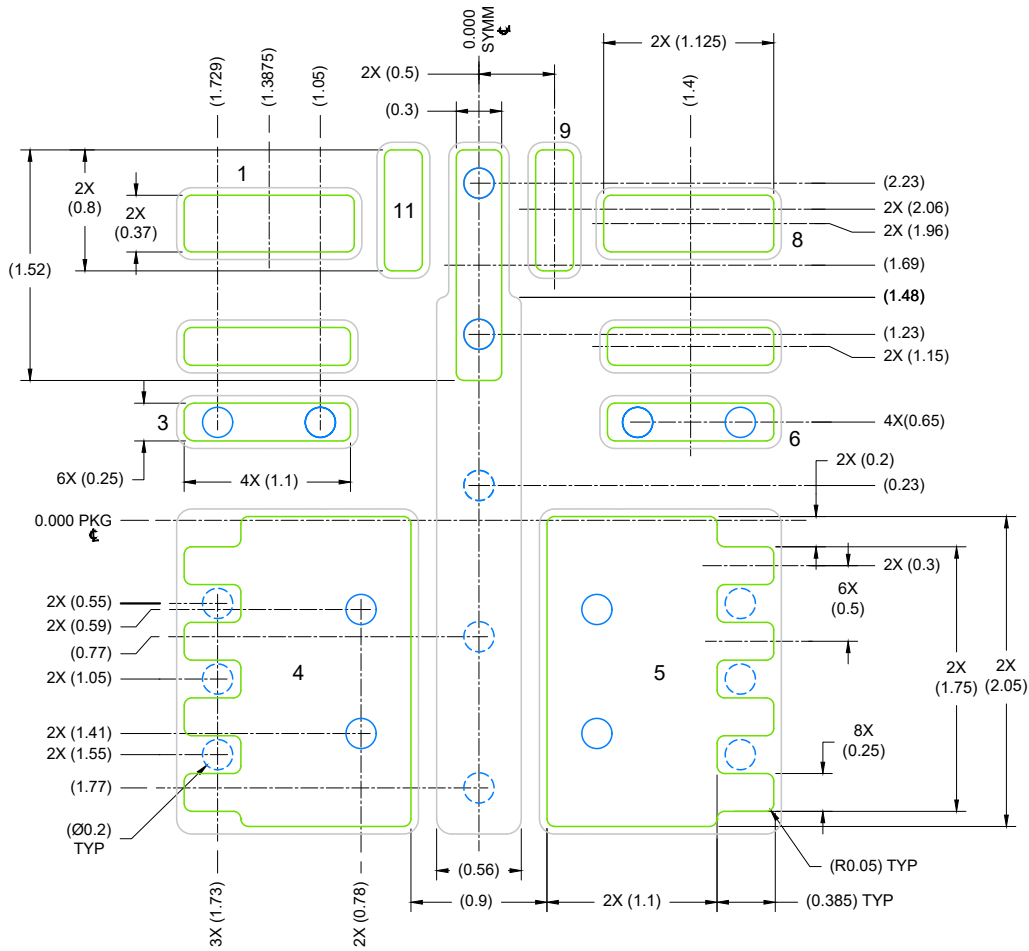 0.000
SYMM
℄
2X (1.125)
2X (0.5)
(1.729)
(1.3875)
(1.05)
(1.4)
(0.3)
9
1
2X
(0.8)
2X
(0.37)
11
8
(2.23)
2X (2.06)
2X (1.96)
(1.52)
(1.69)
(1.48)
(1.23)
2X (1.15)
3
6
4X(0.65)
6X (0.25)
4X (1.1)
2X (0.2)
(0.23)
0.000 PKG
℄
2X (0.3)
6X
(0.5)
2X (0.55)
2X (0.59)
(0.77)
4
5
2X (1.05)
2X
(1.75)
2X
(2.05)
2X (1.41)
2X (1.55)
8X
(0.25)
(1.77)
(Ø0.2)
TYP
(0.56)
(R0.05) TYP
(0.9)
2X (1.1)
(0.385) TYP
3X (1.73)
2X (0.78)